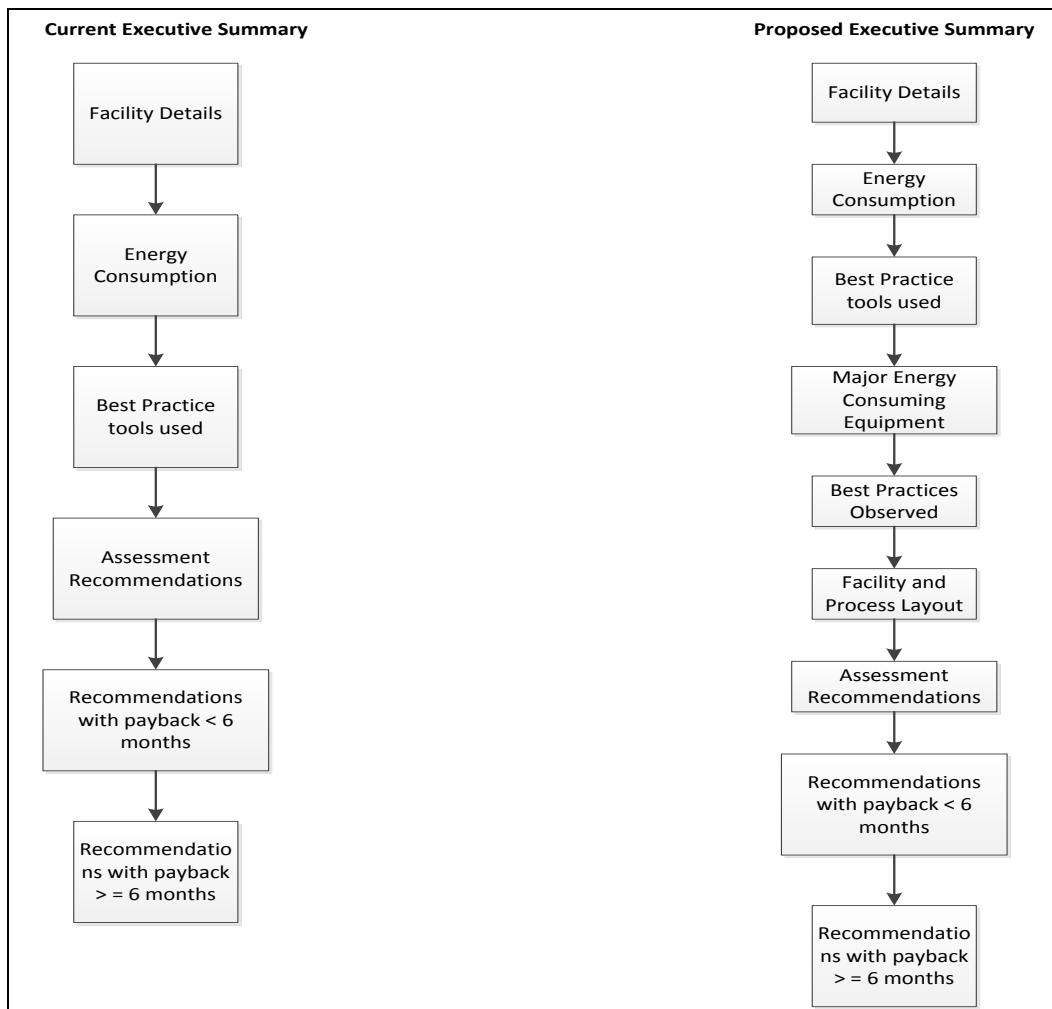 Current Executive Summary
Facility Details
Energy
Consumption
Best Practice
tools used
Assessment
Recommendations
Recommendations
with payback < 6
months
Recommendatio
ns with payback
> = 6 months
Proposed Executive Summary
Facility Details
Energy
Consumption
Best Practice
tools used
Major Energy
Consuming
Equipment
Best Practices
Observed
Facility and
Process Layout
Assessment
Recommendations
Recommendations
with payback < 6
months
Recommendatio
ns with payback
> = 6 months